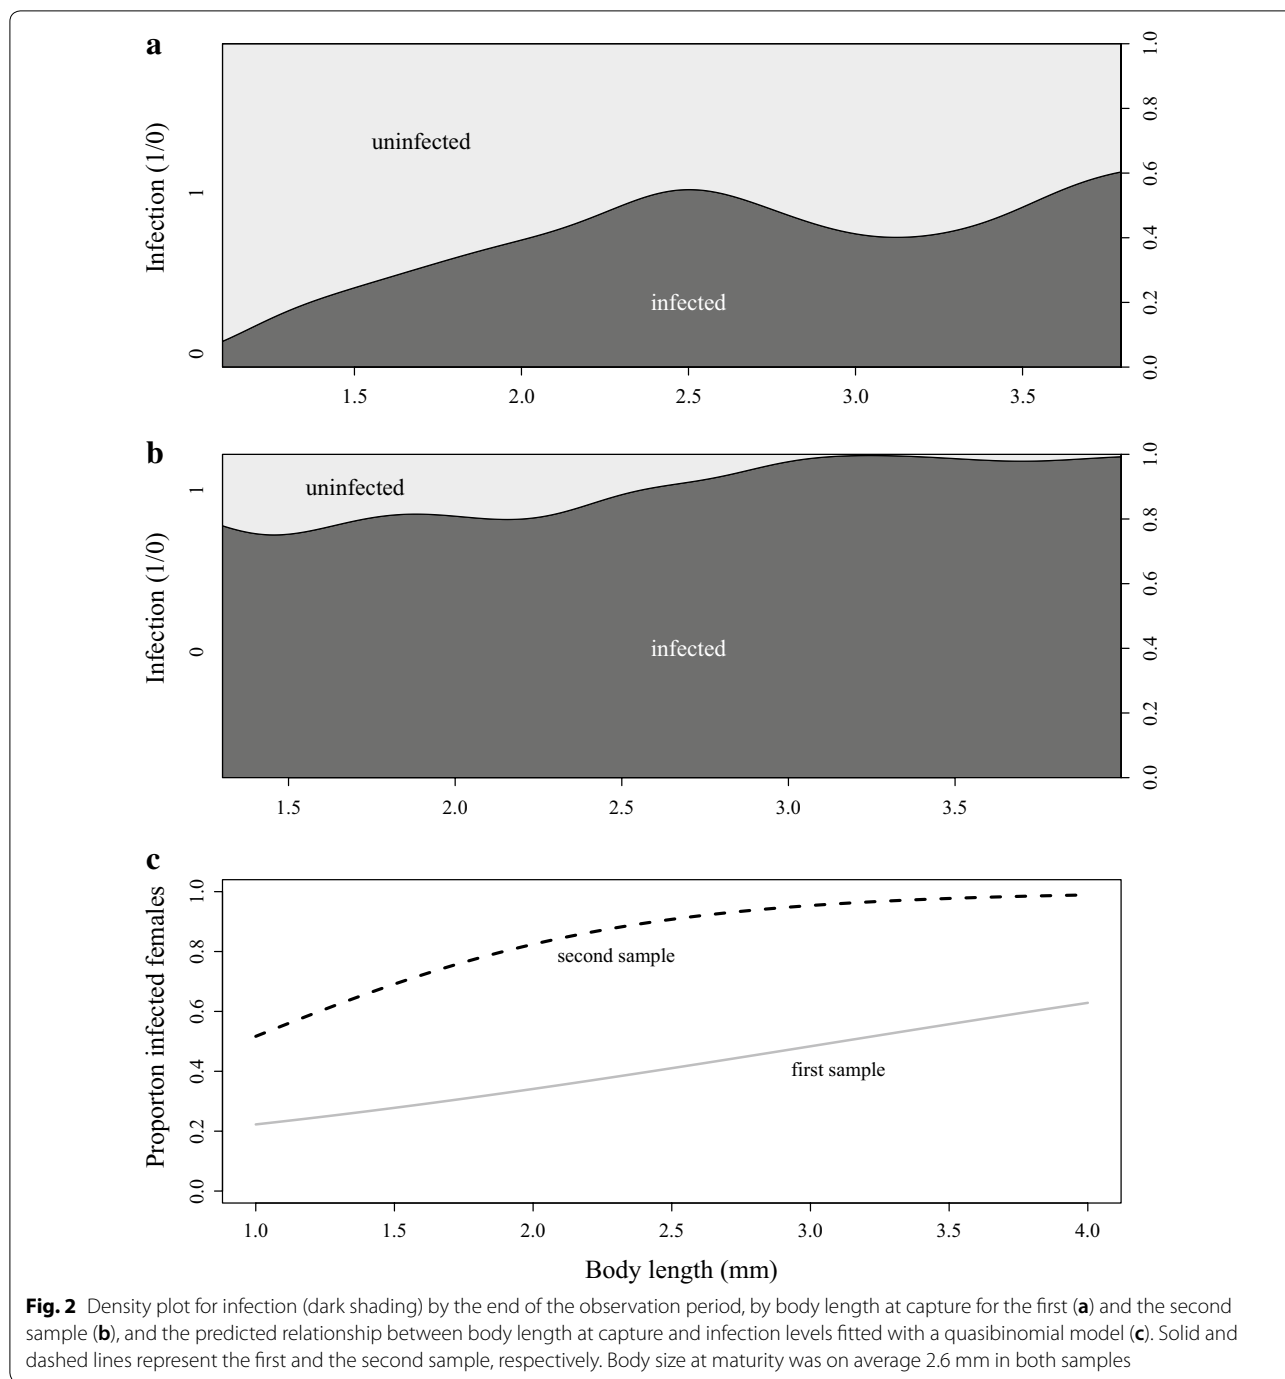 a
Infection (1/0)
0 1
uninfected
infected
0.0 0.2 0.4 0.6 0.8 1.0
1.5 2.0 2.5 3.0 3.5
b
Infection (1/0)
0 1
uninfected
infected
0.0 0.2 0.4 0.6 0.8 1.0
1.5 2.0 2.5 3.0 3.5
c
Proporton infected females
0.0 0.2 0.4 0.6 0.8 1.0
second sample
first sample
1.0 1.5 2.0 2.5 3.0 3.5 4.0
Body length (mm)
Fig. 2 Density plot for infection (dark shading) by the end of the observation period, by body length at capture for the first (a) and the second
sample (b), and the predicted relationship between body length at capture and infection levels fitted with a quasibinomial model (c). Solid and
dashed lines represent the first and the second sample, respectively. Body size at maturity was on average 2.6 mm in both samples